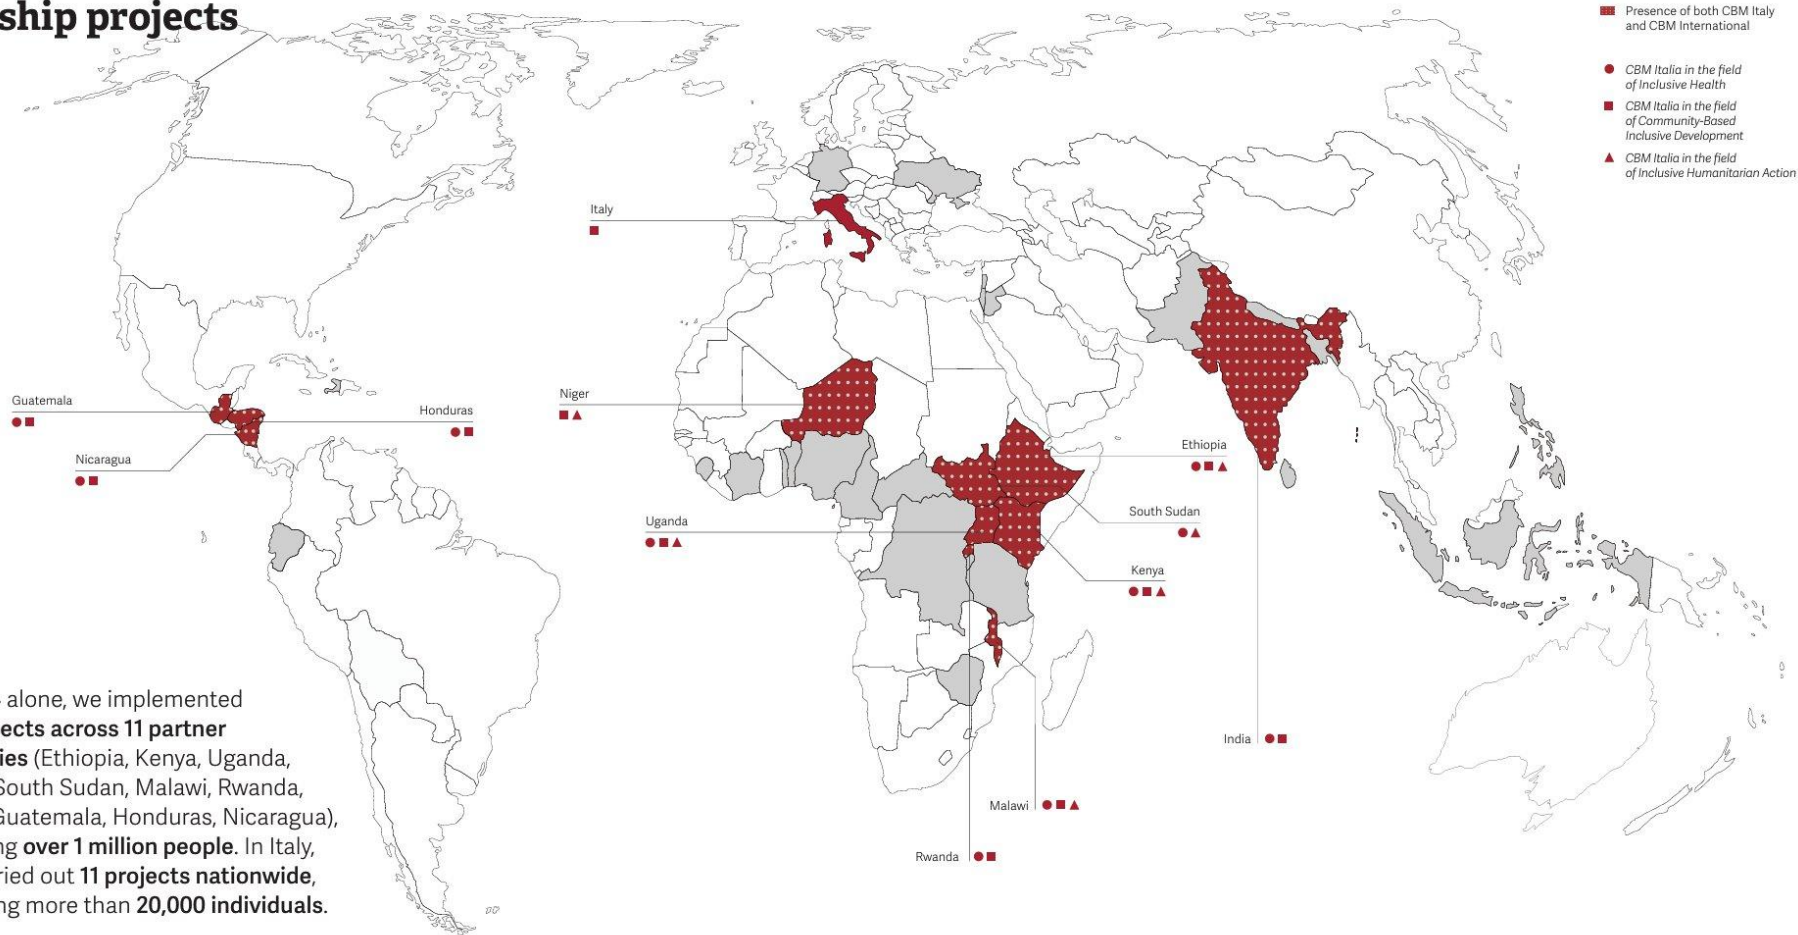 ship projects
Presence of both CBM Italy
and CBM International
CBM Italia in the field
of Inclusive Health
CBM Italia in the field
of Community-Based
Inclusive Development
CBM Italia in the field
of Inclusive Humanitarian Action
Italy
Guatemala
Honduras
Nicaragua
Niger
Ethiopia
South Sudan
Uganda
Kenya
India
Malawi
Rwanda
alone, we implemented
ects across 11 partner
ies (Ethiopia, Kenya, Uganda,
South Sudan, Malawi, Rwanda,
Guatemala, Honduras, Nicaragua),
ng over 1 million people. In Italy,
ried out 11 projects nationwide,
ng more than 20,000 individuals.